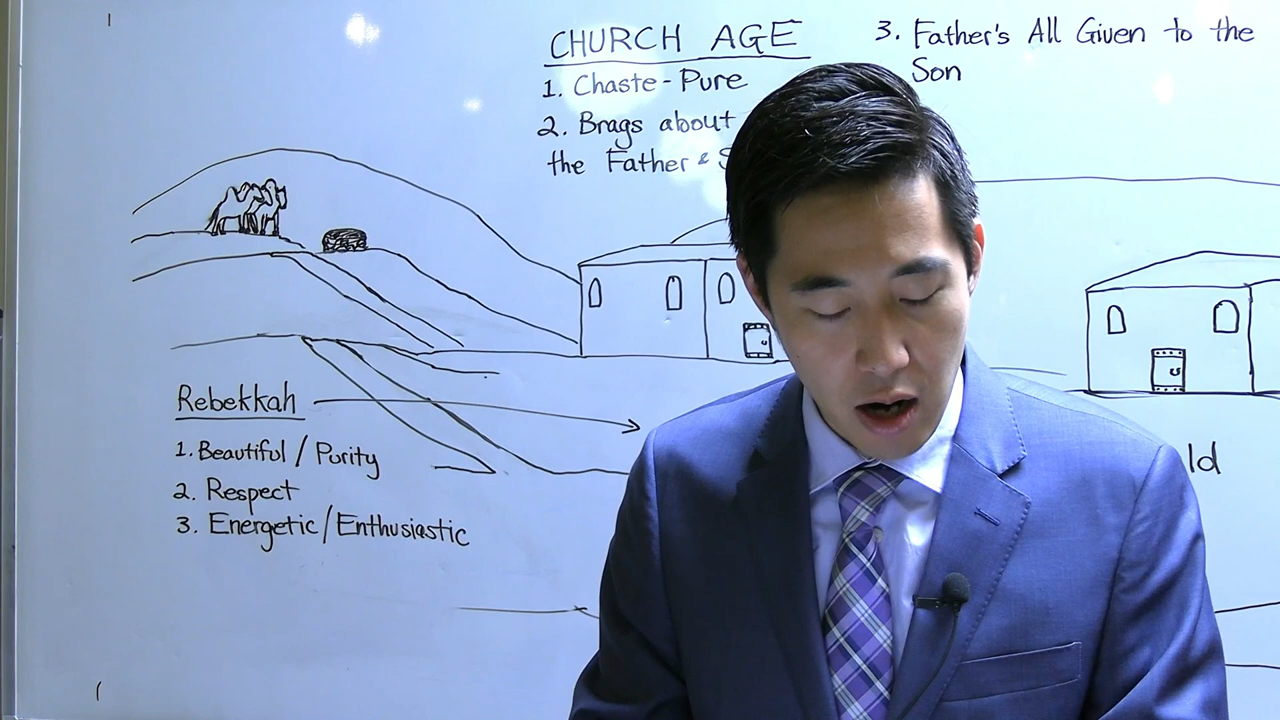 CHURCH AGE
1. Chaste - Pure
2. Brags about
the Father &
3. Father's All Given to the
Son
Rebekkah
1. Beautiful / Purity
2. Respect
3. Energetic/Enthusiastic
ld